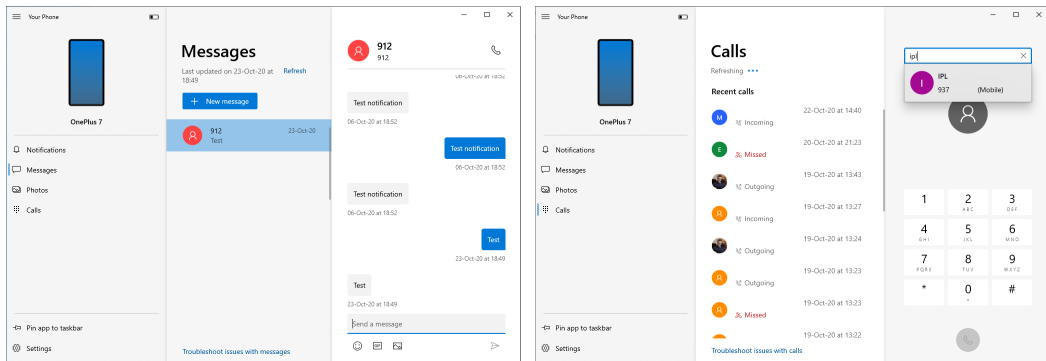 Your Phone
OnePlus 7
Notifications
Messages
Photos
Calls
Pin app to taskbar
Settings
Messages
Last updated on 23-Oct-20 at
18:49
Refresh
New message
912
23-Oct-20
Test
Troubleshoot issues with messages
912
912
06-Oct-20 at 18:52
Test notification
06-Oct-20 at 18:52
Test notification
06-Oct-20 at 18:52
Test notification
06-Oct-20 at 18:52
Test
23-Oct-20 at 18:49
Test
23-Oct-20 at 18:49
Send a message
Your Phone
OnePlus 7
Notifications
Messages
Photos
Calls
Pin app to taskbar
Settings
Calls
Refreshing
Recent calls
M
22-Oct-20 at 14:40
Incoming
E
20-Oct-20 at 21:23
Missed
19-Oct-20 at 13:43
Outgoing
19-Oct-20 at 13:27
Incoming
19-Oct-20 at 13:24
Outgoing
19-Oct-20 at 13:23
Outgoing
19-Oct-20 at 13:23
Missed
19-Oct-20 at 13:22
Troubleshoot issues with calls
ipl
I
IPL
937 (Mobile)
1 2 3
ABC DEF
4 5 6
GHI JKL MNO
7 8 9
PQRS TUV WXYZ
* 0 #
+